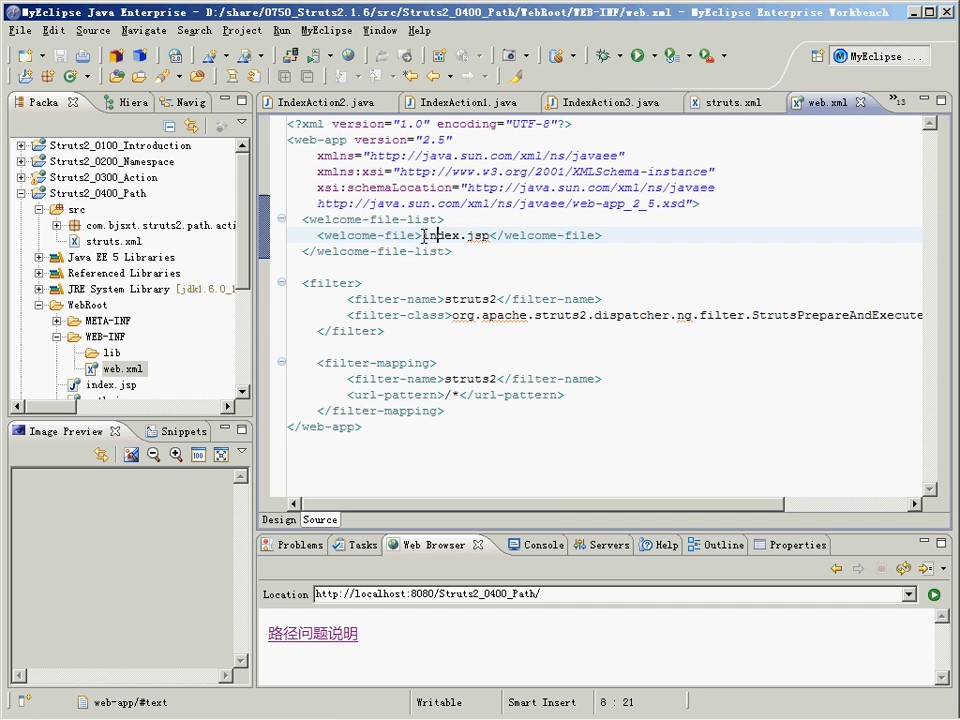 MyEclipse Java Enterprise - D:/share/0750_Struts2.1.6/src/Struts2_0400_Path/WebRoot/WEB-INF/web.xml - MyEclipse Enterprise Workbench
File Edit Source Navigate Search Project Run MyEclipse Window Help
MyEclipse ...
Packa Hiera Navig
IndexAction2.java IndexAction1.java IndexAction3.java struts.xml web.xml »13
Struts2_0100_Introduction
Struts2_0200_Namespace
Struts2_0300_Action
Struts2_0400_Path
src
com.bjsxt.struts2.path.acti
struts.xml
Java EE 5 Libraries
Referenced Libraries
JRE System Library [jdk1.6.0_1
WebRoot
META-INF
WEB-INF
lib
web.xml
index.jsp
<?xml version="1.0" encoding="UTF-8"?>
<web-app version="2.5"
xmlns="http://java.sun.com/xml/ns/javaee"
xmlns:xsi="http://www.w3.org/2001/XMLSchema-instance"
xsi:schemaLocation="http://java.sun.com/xml/ns/javaee
http://java.sun.com/xml/ns/javaee/web-app_2_5.xsd">
<welcome-file-list>
<welcome-file>index.jsp</welcome-file>
</welcome-file-list>
<filter>
<filter-name>struts2</filter-name>
<filter-class>org.apache.struts2.dispatcher.ng.filter.StrutsPrepareAndExecute
</filter>
<filter-mapping>
<filter-name>struts2</filter-name>
<url-pattern>/*</url-pattern>
</filter-mapping>
</web-app>
Design Source
Image Preview Snippets
Problems Tasks Web Browser Console Servers Help Outline Properties
Location http://localhost:8080/Struts2_0400_Path/
路径问题说明
web-app/#text Writable Smart Insert 8 : 21